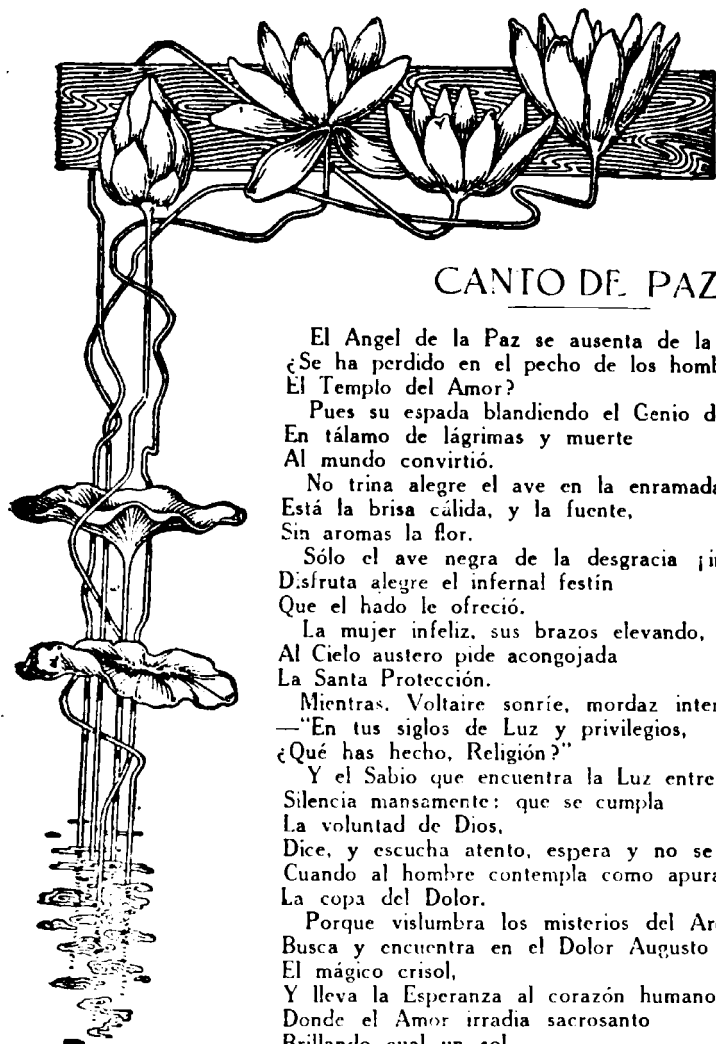 CANTO DE PAZ
El Angel de la Paz se ausenta de la
¿Se ha perdido en el pecho de los
El Templo del Amor?
Pues su espada blandiendo el Genio
En tálamo de lágrimas y muerte
Al mundo convirtió.
No trina alegre el ave en la enramada
Está la brisa cálida, y la fuente,
Sin aromas la flor.
Sólo el ave negra de la desgracia
Disfruta alegre el infernal festín
Que el hado le ofreció.
La mujer infeliz, sus brazos elevando,
Al Cielo austero pide acongojada
La Santa Protección.
Mientras, Voltaire sonríe, mordaz
—"En tus siglos de Luz y privilegios,
¿Qué has hecho, Religión?"
Y el Sabio que encuentra la Luz entre
Silencia mansamente: que se cumpla
La voluntad de Dios,
Dice, y escucha atento, espera y no se
Cuando al hombre contempla como
La copa del Dolor.
Porque vislumbra los misterios del
Busca y encuentra en el Dolor Augusto
El mágico crisol,
Y lleva la Esperanza al corazón humano
Donde el Amor irradia sacrosanto
Brillando cual un sol